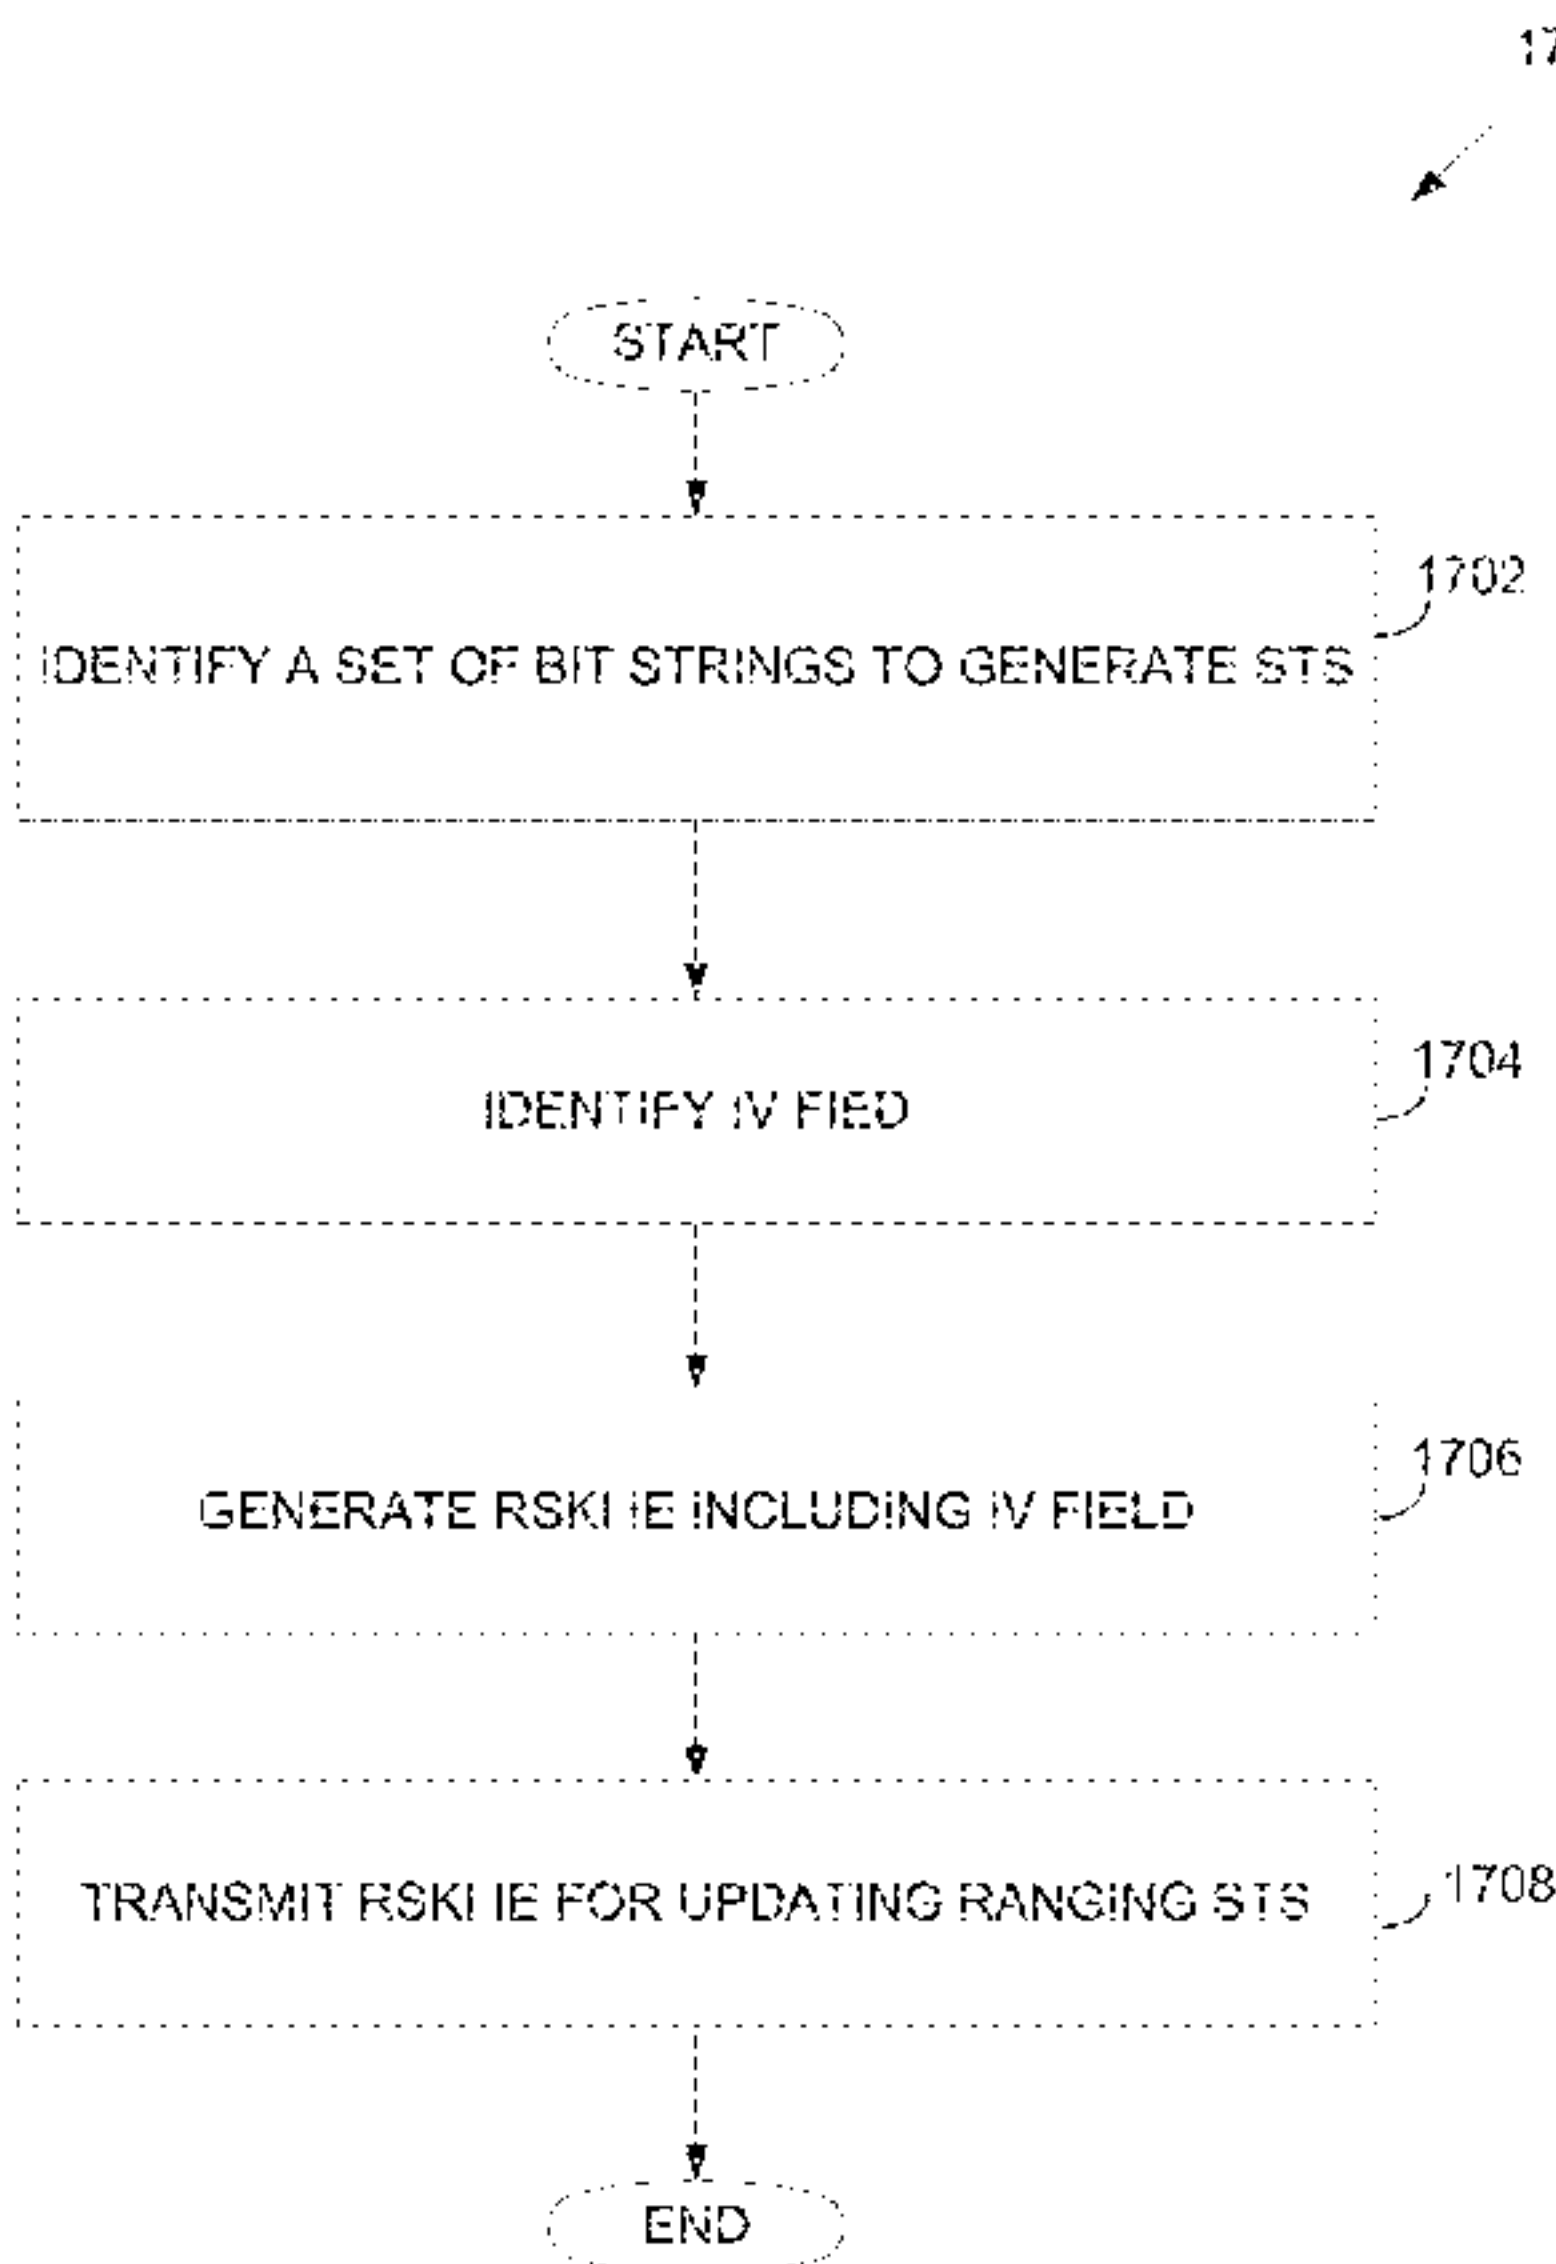 START
1702
IDENTIFY A SET OF BIT STRINGS TO GENERATE STS
1704
IDENTIFY IV FIED
1706
GENERATE RSKI IE INCLUDING IV FIELD
1708
TRANSMIT RSKI IE FOR UPDATING RANGING STS
END